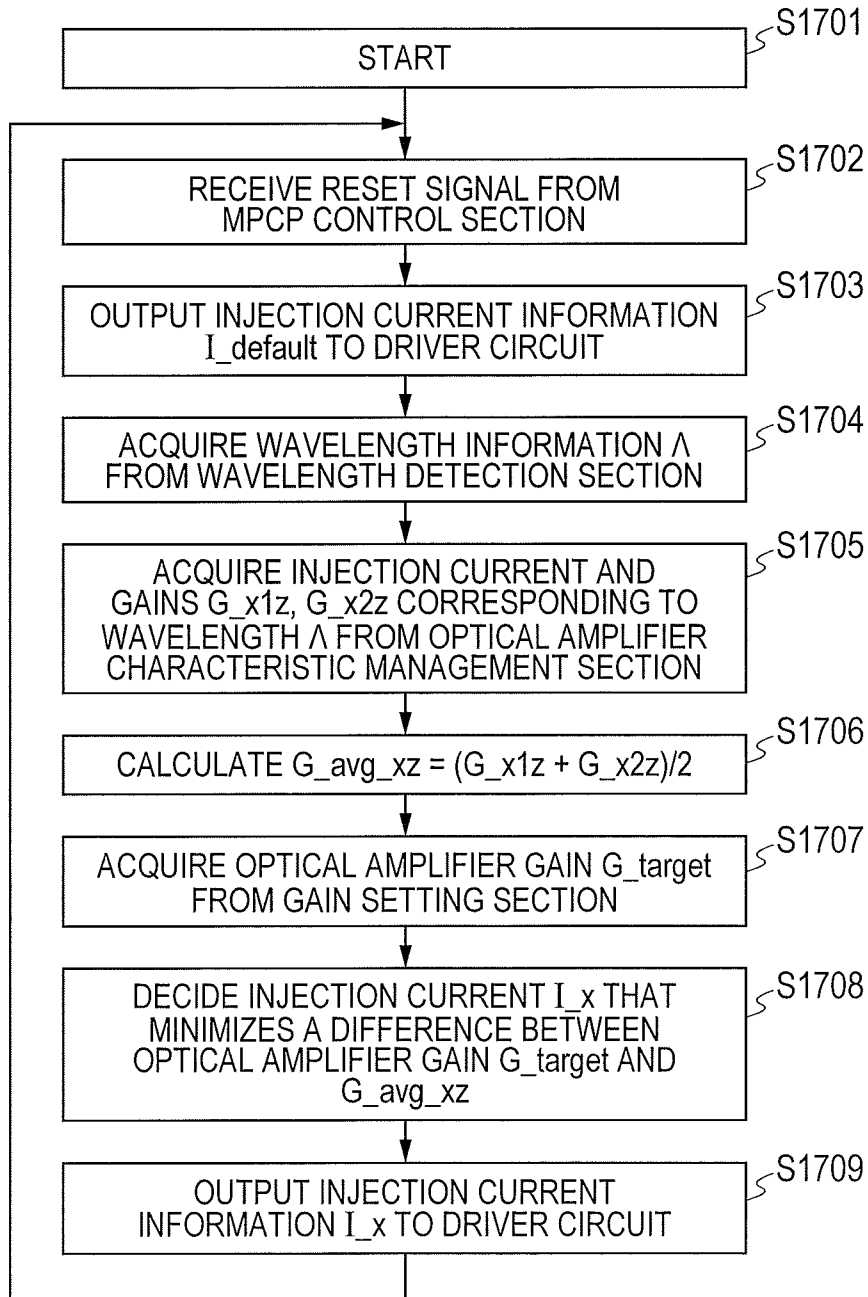 S1701
START
S1702
RECEIVE RESET SIGNAL FROM
MPCP CONTROL SECTION
S1703
OUTPUT INJECTION CURRENT INFORMATION
I_default TO DRIVER CIRCUIT
S1704
ACQUIRE WAVELENGTH INFORMATION Λ
FROM WAVELENGTH DETECTION SECTION
S1705
ACQUIRE INJECTION CURRENT AND
GAINS G_x1z, G_x2z CORRESPONDING TO
WAVELENGTH Λ FROM OPTICAL AMPLIFIER
CHARACTERISTIC MANAGEMENT SECTION
S1706
CALCULATE G_avg_xz = (G_x1z + G_x2z)/2
S1707
ACQUIRE OPTICAL AMPLIFIER GAIN G_target
FROM GAIN SETTING SECTION
S1708
DECIDE INJECTION CURRENT I_x THAT
MINIMIZES A DIFFERENCE BETWEEN
OPTICAL AMPLIFIER GAIN G_target AND
G_avg_xz
S1709
OUTPUT INJECTION CURRENT
INFORMATION I_x TO DRIVER CIRCUIT